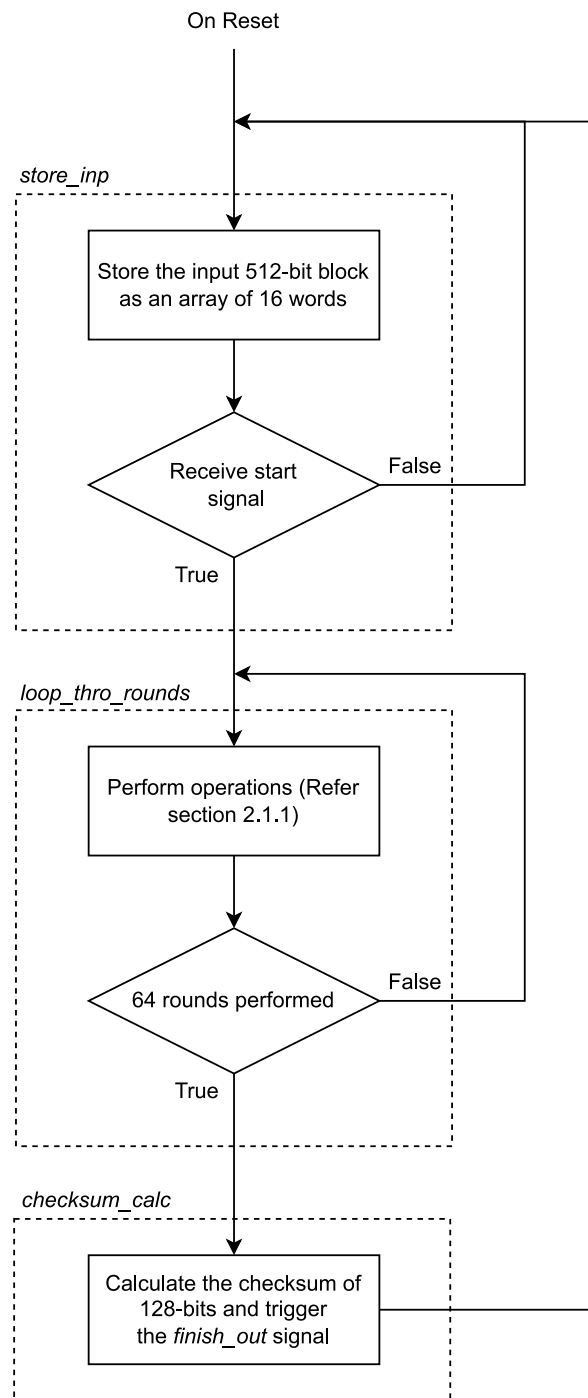 On Reset
store_inp
Store the input 512-bit block
as an array of 16 words
Receive start
signal
False
True
loop_thro_rounds
Perform operations (Refer
section 2.1.1)
64 rounds performed
False
True
checksum_calc
Calculate the checksum of
128-bits and trigger
the finish_out signal